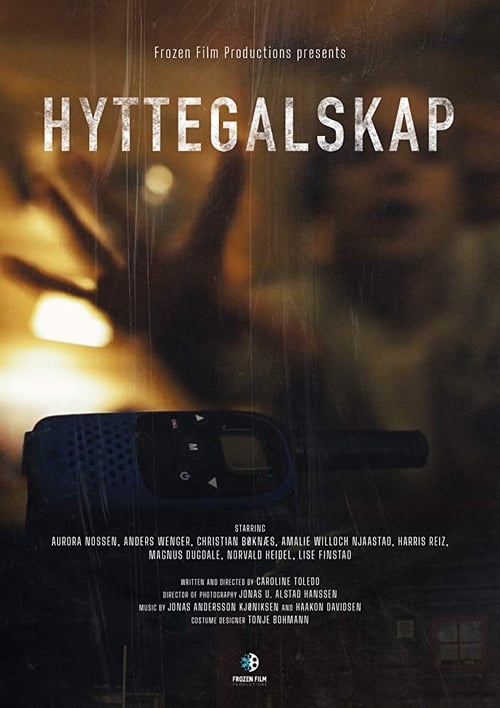 Frozen Film Productions presents
HYTTEGALSKAP
M
STARRING
AURORA NOSSEN, ANDERS WENGER, CHRISTIAN BØKNÆS, AMALIE WILLOCH NJAASTAD, HARRIS REIZ,
MAGNUS DUGDALE, NORVALD HEIDEL, LISE FINSTAD
WRITTEN AND DIRECTED BY CAROLINE TOLEDO
DIRECTOR OF PHOTOGRAPHY JONAS U. ALSTAD HANSSEN
MUSIC BY JONAS ANDERSSON KJØNIKSEN AND HAAKON DAVIDSEN
COSTUME DESIGNER TONJE BOHMANN
FROZEN FILM
PRODUCTIONS